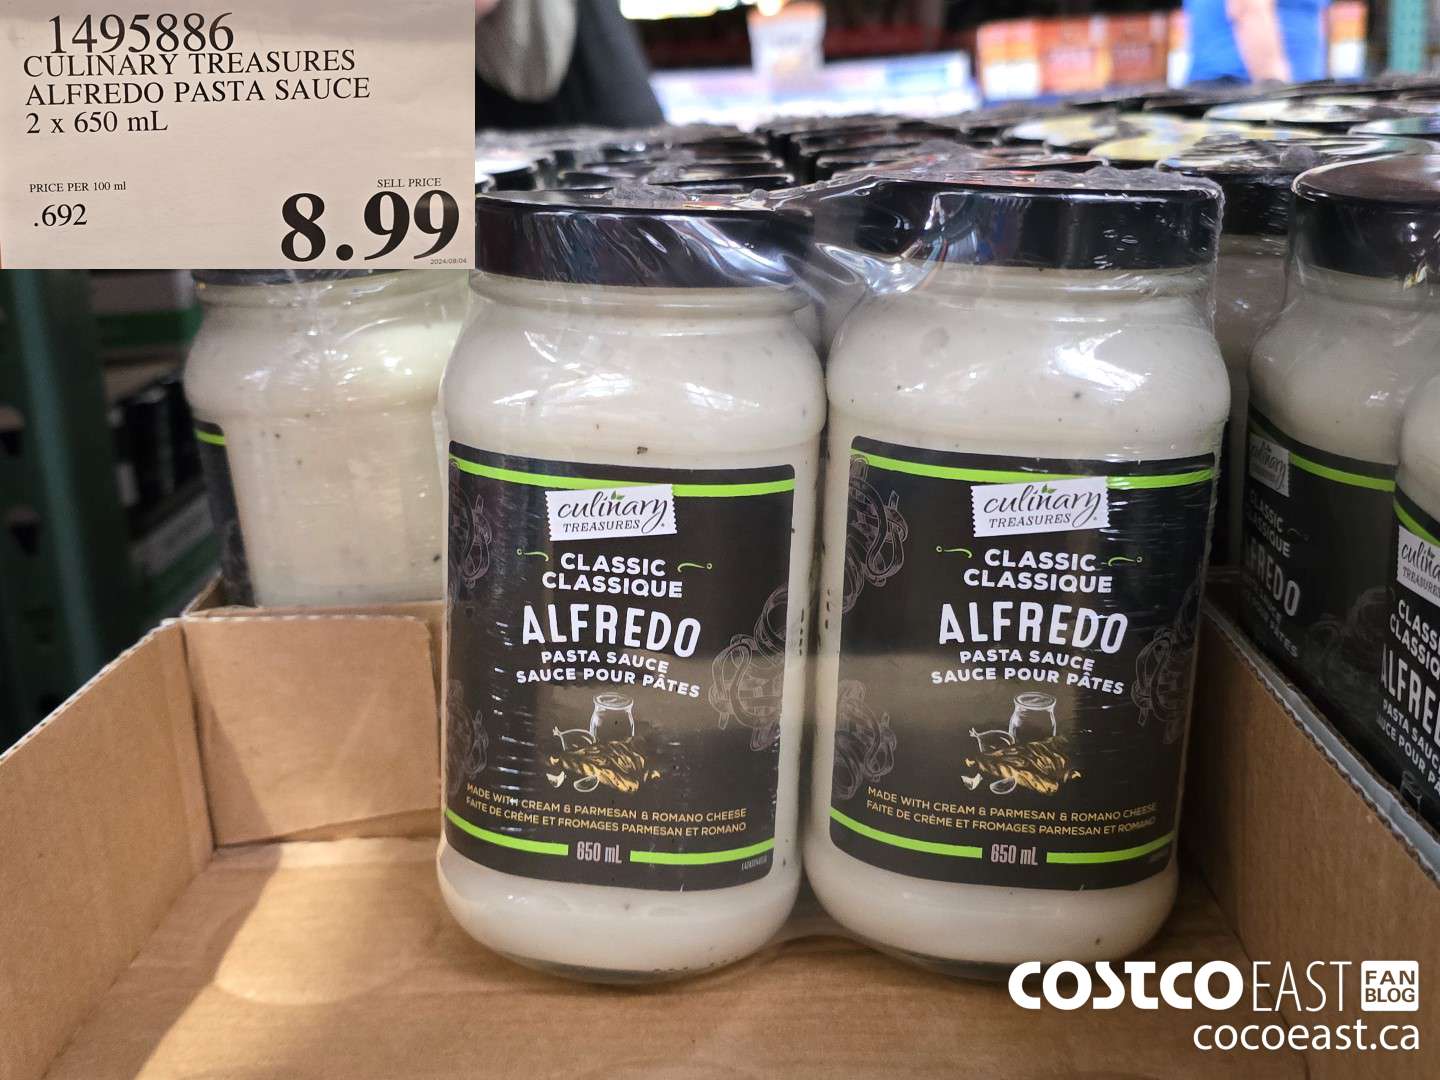 1495886
CULINARY TREASURES
ALFREDO PASTA SAUCE
2 x 650 mL
PRICE PER 100 ml
.692
SELL PRICE
8.99
2024/08/04
culinary
TREASURES
CLASSIC
CLASSIQUE
ALFREDO
PASTA SAUCE
SAUCE POUR PÂTES
MADE WITH CREAM & PARMESAN & ROMANO CHEESE
FAITE DE CRÈME ET FROMAGES PARMESAN ET ROMANO
650 mL
culinary
TREASURES
CLASSIC
CLASSIQUE
ALFREDO
PASTA SAUCE
SAUCE POUR PÂTES
MADE WITH CREAM & PARMESAN & ROMANO CHEESE
FAITE DE CRÈME ET FROMAGES PARMESAN ET ROMANO
650 mL
COSTCO EAST FAN BLOG
cocoeast.ca